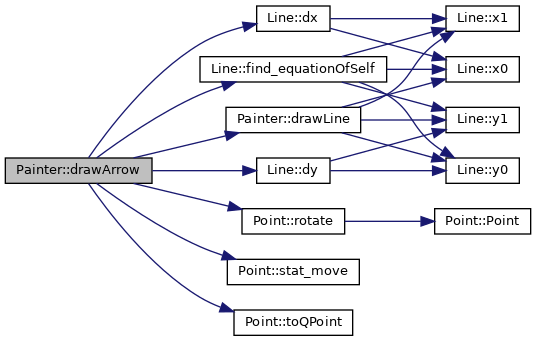 Painter::drawArrow
Line::dx
Line::find_equationOfSelf
Painter::drawLine
Line::dy
Point::rotate
Point::stat_move
Point::toQPoint
Line::x1
Line::x0
Line::y1
Line::y0
Point::Point